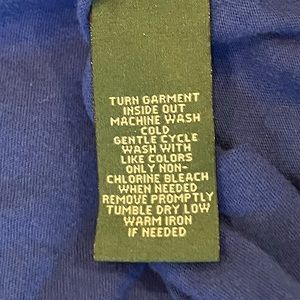 TURN GARMENT
INSIDE OUT
MACHINE WASH
COLD
GENTLE CYCLE
WASH WITH
LIKE COLORS
ONLY NON-
CHLORINE BLEACH
WHEN NEEDED
REMOVE PROMPTLY
TUMBLE DRY LOW
WARM IRON
IF NEEDED